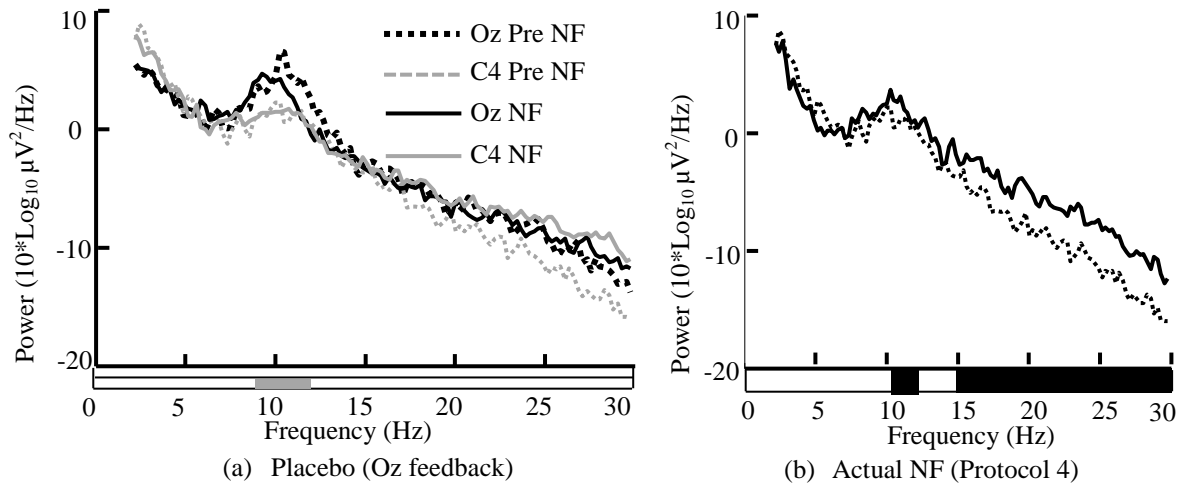 10
0
-10
-20
Power (10*Log10 µV2/Hz)
Oz Pre NF
C4 Pre NF
Oz NF
C4 NF
0 5 10 15 20 25 30
Frequency (Hz)
(a) Placebo (Oz feedback)
10
0
-10
-20
Power (10*Log10 µV2/Hz)
0 5 10 15 20 25 30
Frequency (Hz)
(b) Actual NF (Protocol 4)